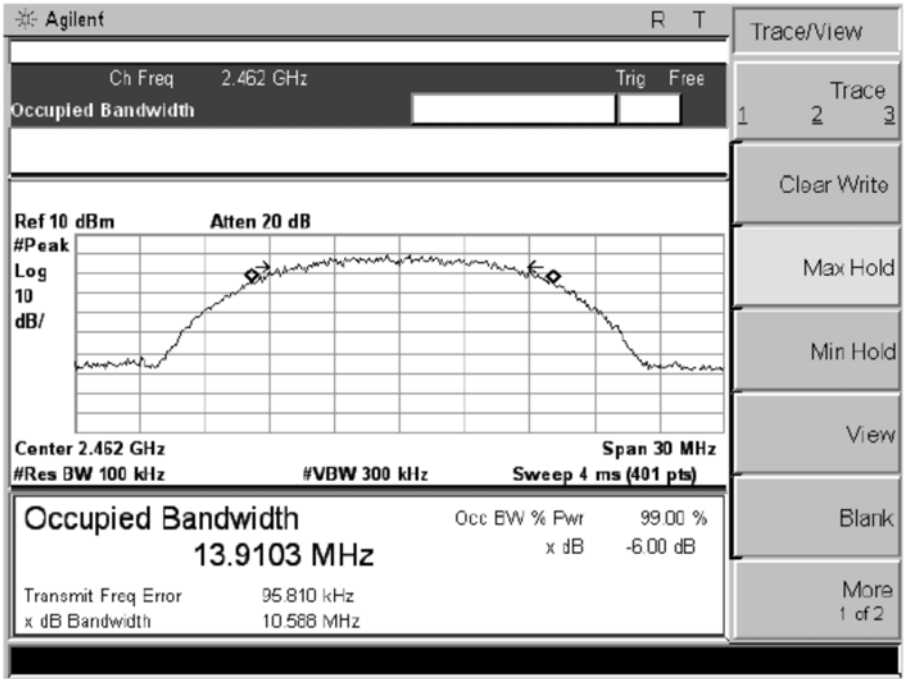 Agilent R T
Trace/View
Ch Freq 2.462 GHz Trig Free
Occupied Bandwidth
Trace
1 2 3
Clear Write
Ref 10 dBm Atten 20 dB
#Peak
Log
10
dB/
Max Hold
Min Hold
Center 2.462 GHz Span 30 MHz
#Res BW 100 kHz #VBW 300 kHz Sweep 4 ms (401 pts)
View
Occupied Bandwidth Occ BW % Pwr 99.00 %
13.9103 MHz x dB -6.00 dB
Blank
Transmit Freq Error 95.810 kHz
x dB Bandwidth 10.588 MHz
More
1 of 2